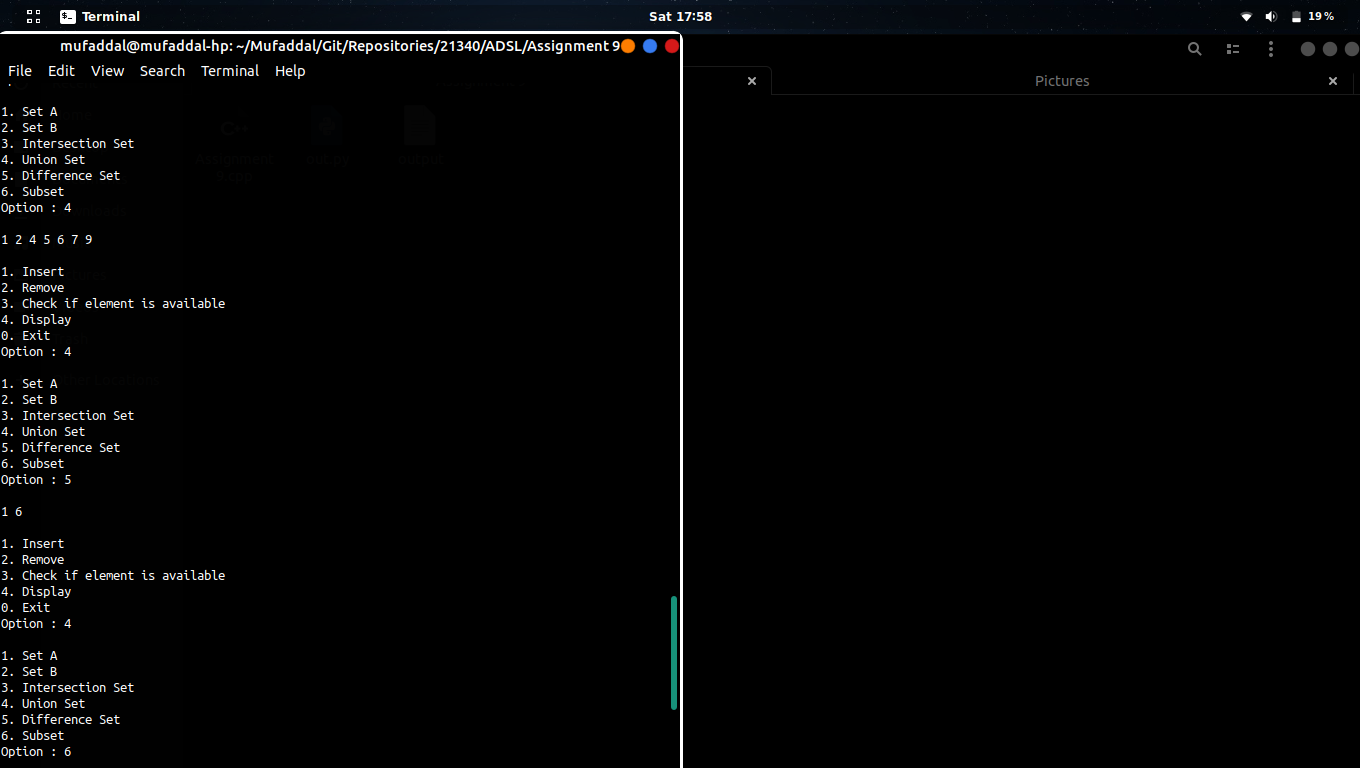 Terminal
Sat 17:58
19%
mufaddal@mufaddal-hp: ~/Mufaddal/Git/Repositories/21340/ADSL/Assignment 9
File Edit View Search Terminal Help
Pictures
1. Set A
2. Set B
3. Intersection Set
4. Union Set
5. Difference Set
6. Subset
Option : 4
1 2 4 5 6 7 9
1. Insert
2. Remove
3. Check if element is available
4. Display
0. Exit
Option : 4
1. Set A
2. Set B
3. Intersection Set
4. Union Set
5. Difference Set
6. Subset
Option : 5
1 6
1. Insert
2. Remove
3. Check if element is available
4. Display
0. Exit
Option : 4
1. Set A
2. Set B
3. Intersection Set
4. Union Set
5. Difference Set
6. Subset
Option : 6